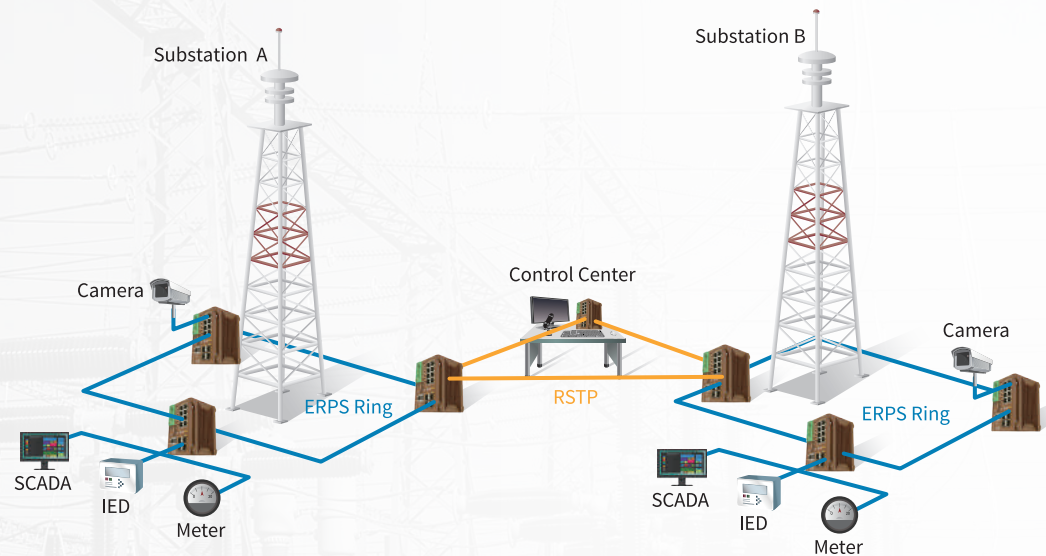 Substation A
Substation B
Control Center
Camera
Camera
RSTP
ERPS Ring
ERPS Ring
SCADA
IED
Meter
SCADA
IED
Meter